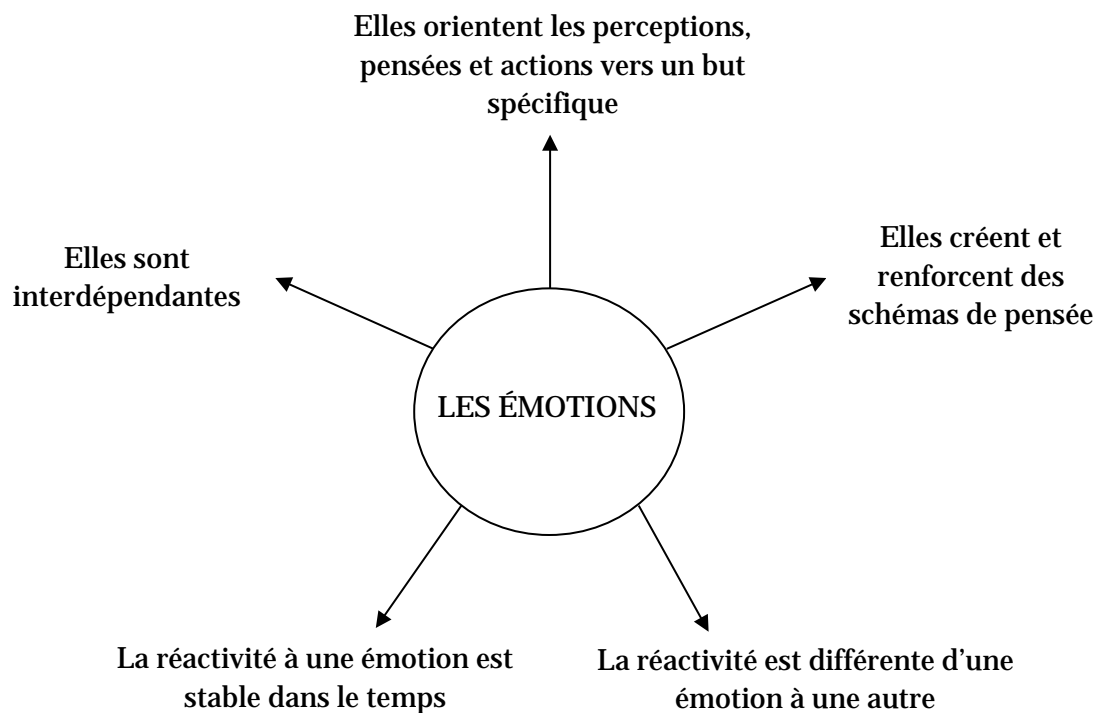 Elles orientent les perceptions,
pensées et actions vers un but
spécifique
Elles sont
interdépendantes
Elles créent et
renforcent des
schémas de pensée
LES ÉMOTIONS
La réactivité à une émotion est
stable dans le temps
La réactivité est différente d’une
émotion à une autre